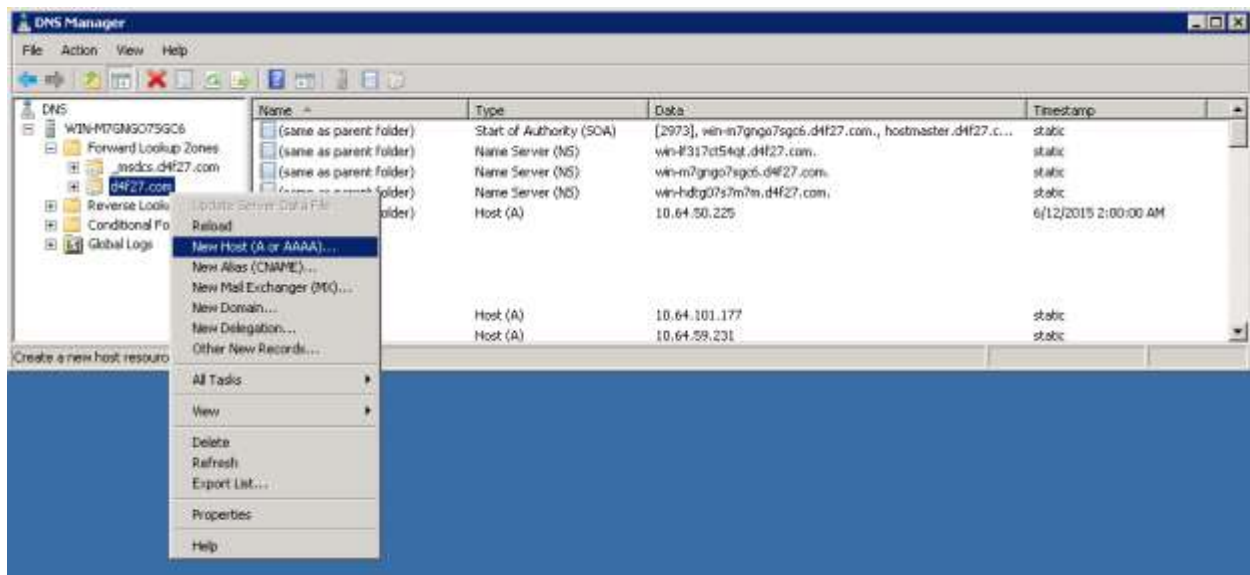 DNS Manager
File Action View Help
DNS
WIN-M7GNGO75GC6
Forward Lookup Zones
_msdcs.d4f27.com
d4f27.com
Reverse Looku
Conditional Fo
Global Logs
Name Type Data Timestamp
(same as parent folder) Start of Authority (SOA) [2973], win-m7gngo7sgc6.d4f27.com., hostmaster.d4f27.c... static
(same as parent folder) Name Server (NS) win-lf317ct54qt.d4f27.com. static
(same as parent folder) Name Server (NS) win-m7gngo7sgc6.d4f27.com. static
(same as parent folder) Name Server (NS) win-hdtg07s7m7m.d4f27.com. static
older) Host (A) 10.64.50.225 6/12/2015 2:00:00 AM
Host (A) 10.64.101.177 static
Host (A) 10.64.59.231 static
Update Server Data File
Reload
New Host (A or AAAA)...
New Alias (CNAME)...
New Mail Exchanger (MX)...
New Domain...
New Delegation...
Other New Records...
All Tasks
View
Delete
Refresh
Export List...
Properties
Help
Create a new host resourc